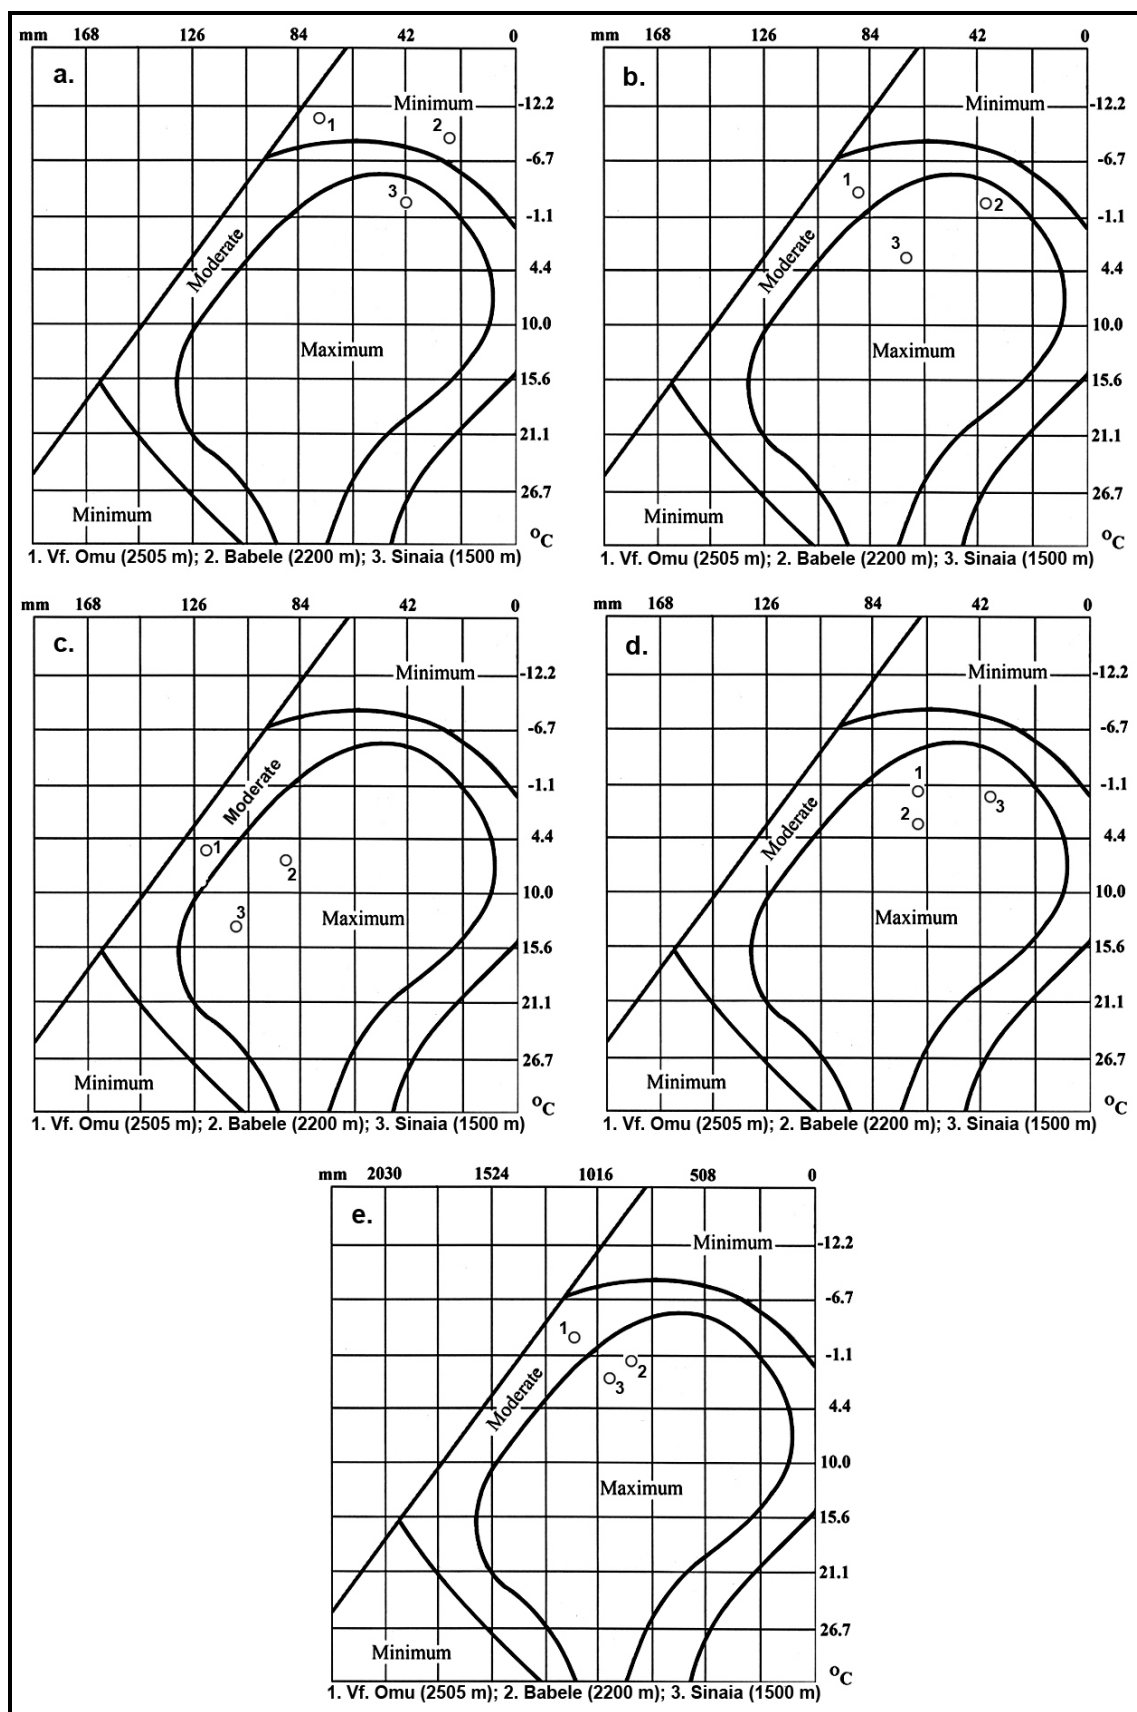 mm 168 126 84 42 0
a.
Minimum -12.2
1
2
-6.7
3
-1.1
Moderate
4.4
10.0
Maximum
15.6
21.1
26.7
Minimum
°C
1. Vf. Omu (2505 m); 2. Babele (2200 m); 3. Sinaia (1500 m)
mm 168 126 84 42 0
b.
Minimum -12.2
-6.7
1
2
-1.1
3
Moderate
4.4
10.0
Maximum
15.6
21.1
26.7
Minimum
°C
1. Vf. Omu (2505 m); 2. Babele (2200 m); 3. Sinaia (1500 m)
mm 168 126 84 42 0
c.
Minimum -12.2
-6.7
-1.1
Moderate
4.4
1
2
10.0
3
Maximum
15.6
21.1
26.7
Minimum
°C
1. Vf. Omu (2505 m); 2. Babele (2200 m); 3. Sinaia (1500 m)
mm 168 126 84 42 0
d.
Minimum -12.2
-6.7
1
-1.1
2
3
Moderate
4.4
10.0
Maximum
15.6
21.1
26.7
Minimum
°C
1. Vf. Omu (2505 m); 2. Babele (2200 m); 3. Sinaia (1500 m)
mm 2030 1524 1016 508 0
e.
Minimum -12.2
-6.7
1
-1.1
2
3
Moderate
4.4
10.0
Maximum
15.6
21.1
26.7
Minimum
°C
1. Vf. Omu (2505 m); 2. Babele (2200 m); 3. Sinaia (1500 m)